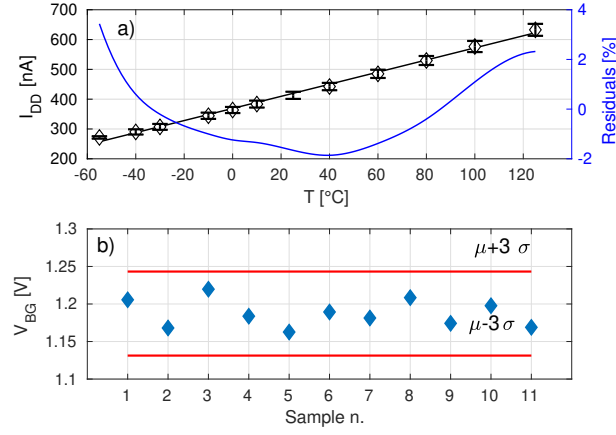 a)
700
600
500
400
300
200
I_DD [nA]
4
2
0
-2
Residuals [%]
-60 -40 -20 0 20 40 60 80 100 120
T [°C]
b)
1.3
1.25
1.2
1.15
1.1
V_BG [V]
μ+3 σ
μ-3σ
1 2 3 4 5 6 7 8 9 10 11
Sample n.